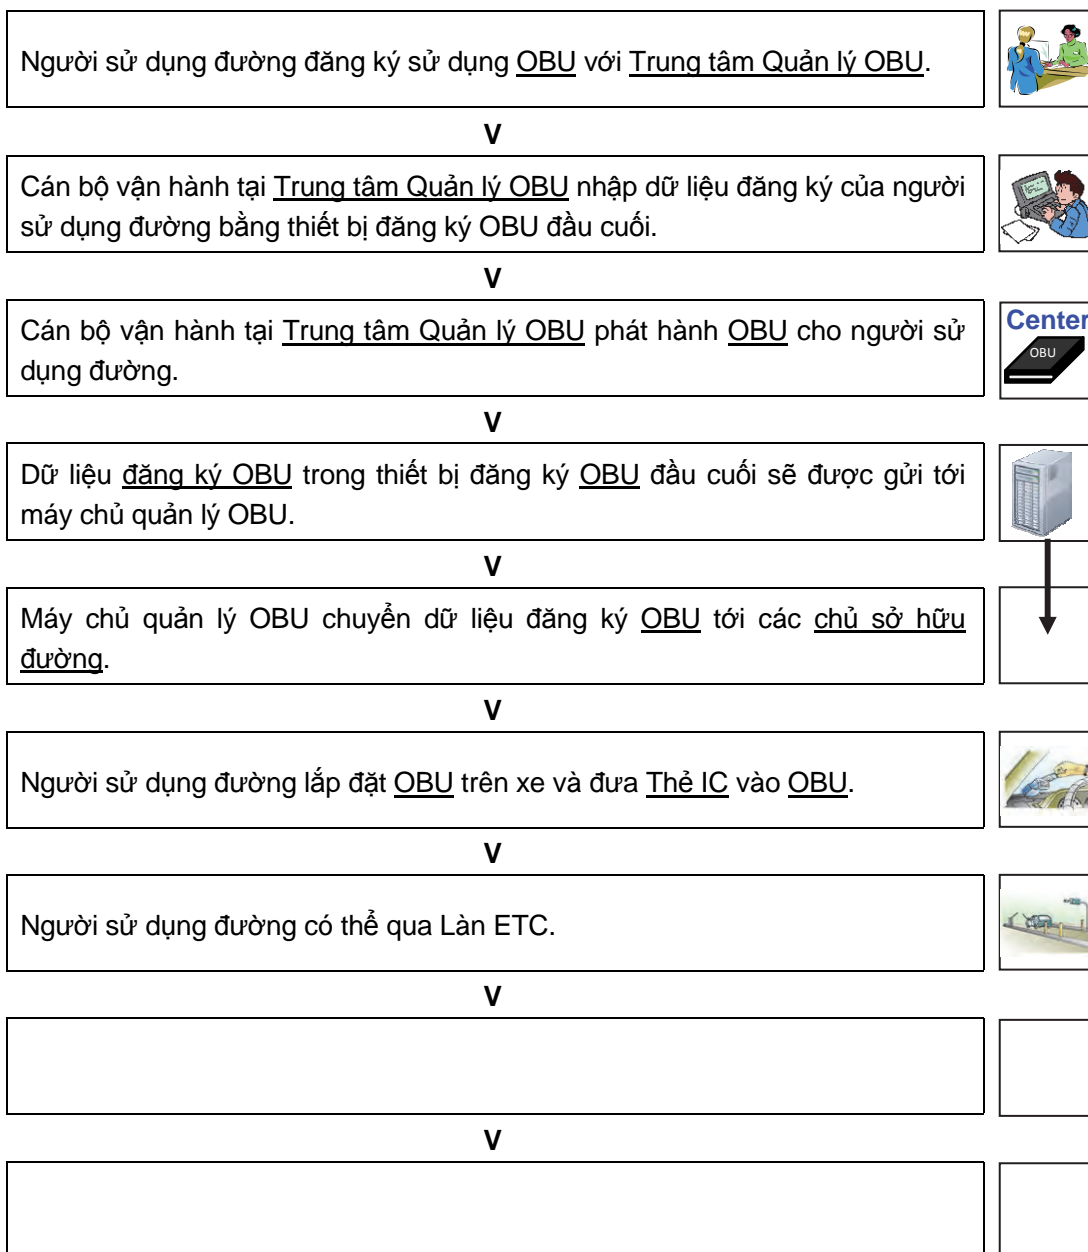 Người sử dụng đường đăng ký sử dụng OBU với Trung tâm Quản lý OBU.
V
Cán bộ vận hành tại Trung tâm Quản lý OBU nhập dữ liệu đăng ký của người
sử dụng đường bằng thiết bị đăng ký OBU đầu cuối.
V
Cán bộ vận hành tại Trung tâm Quản lý OBU phát hành OBU cho người sử
dụng đường.
Center
OBU
V
Dữ liệu đăng ký OBU trong thiết bị đăng ký OBU đầu cuối sẽ được gửi tới
máy chủ quản lý OBU.
V
Máy chủ quản lý OBU chuyển dữ liệu đăng ký OBU tới các chủ sở hữu
đường.
V
Người sử dụng đường lắp đặt OBU trên xe và đưa Thẻ IC vào OBU.
V
Người sử dụng đường có thể qua Làn ETC.
V
V